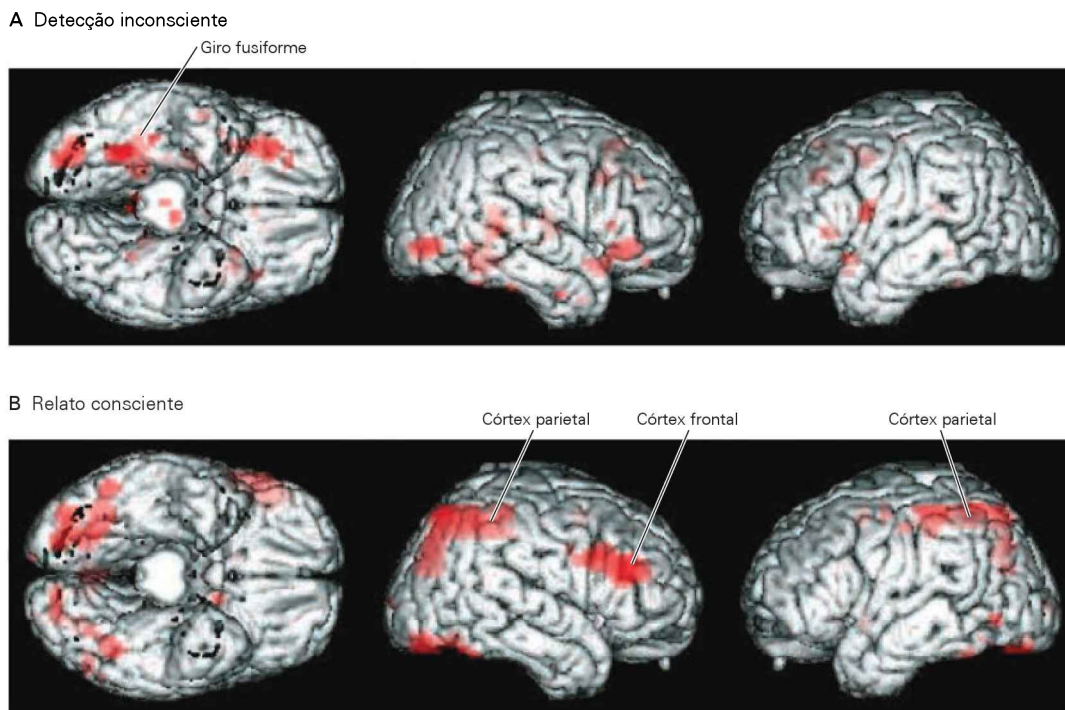 A Detecção inconsciente
Giro fusiforme
B Relato consciente
Córtex parietal
Córtex frontal
Córtex parietal